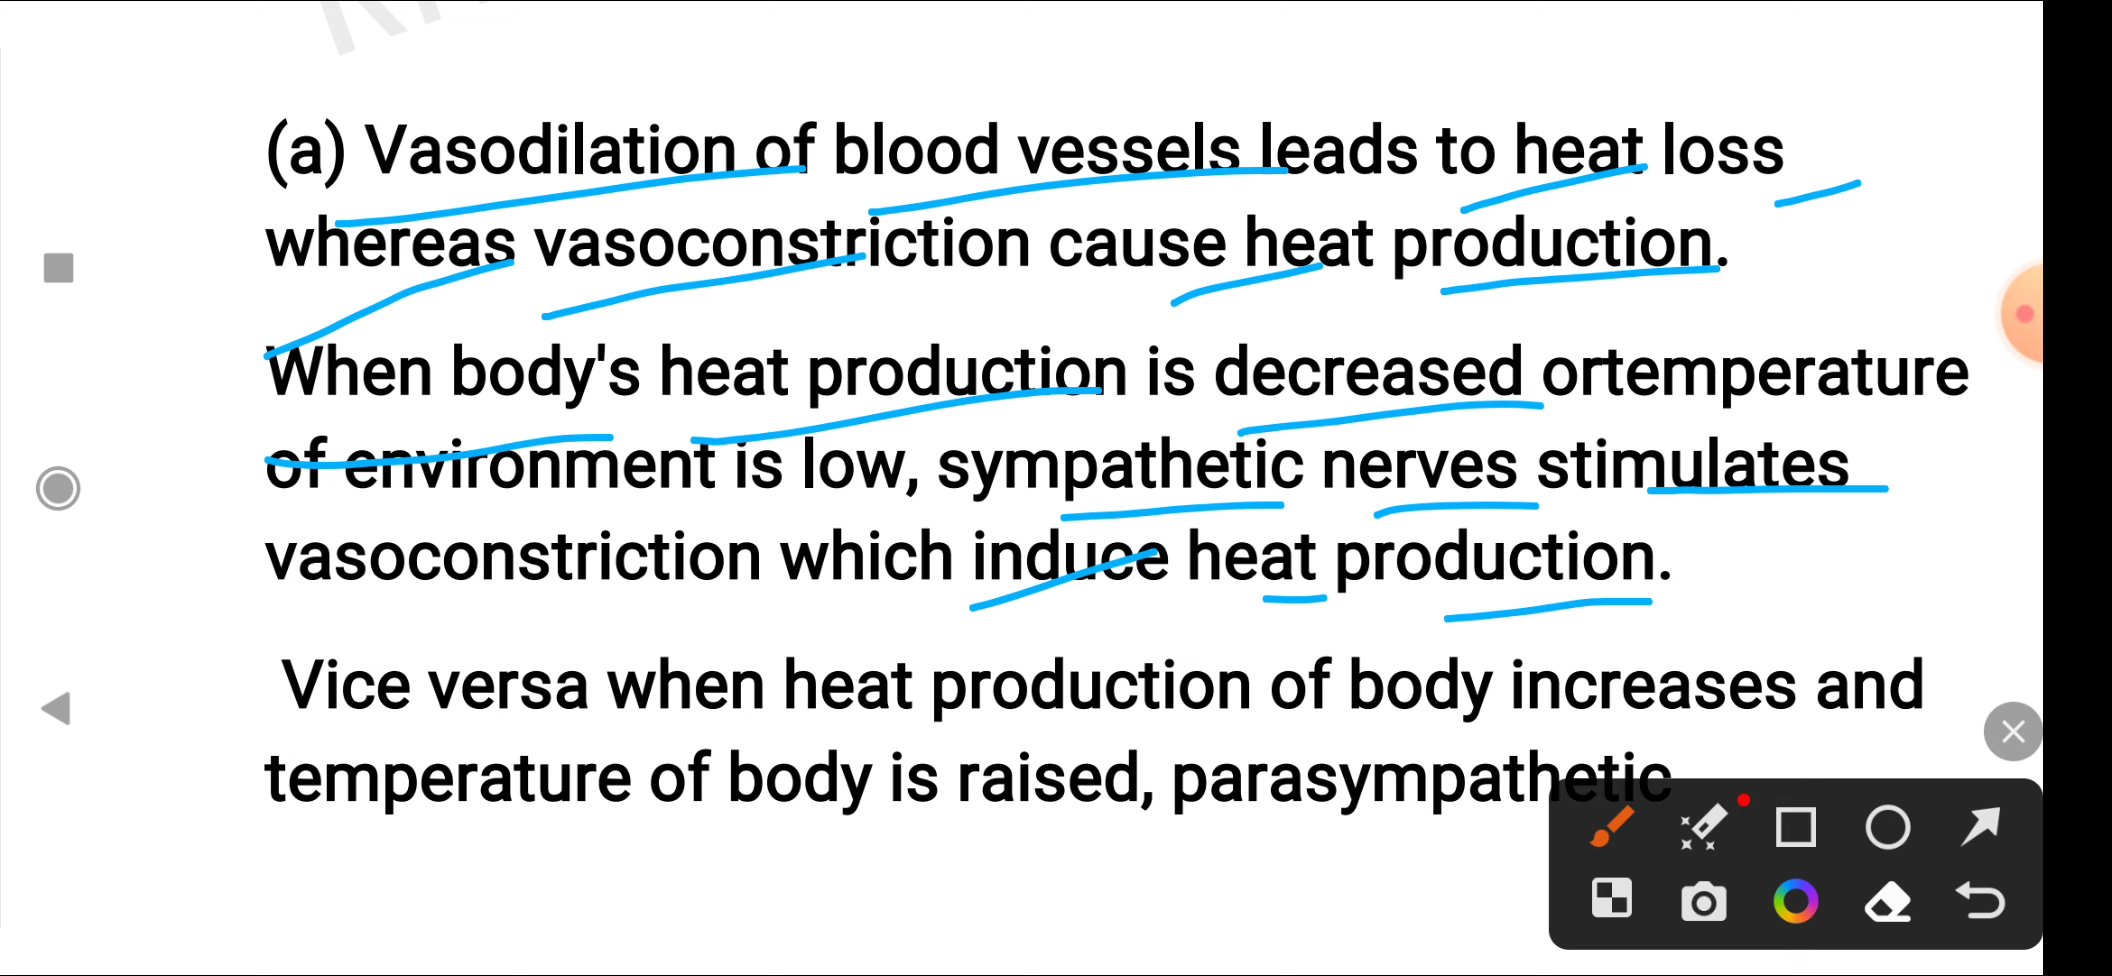 (a) Vasodilation of blood vessels leads to heat loss
whereas vasoconstriction cause heat production.
When body's heat production is decreased ortemperature
of environment is low, sympathetic nerves stimulates
vasoconstriction which induce heat production.
Vice versa when heat production of body increases and
temperature of body is raised, parasympathetic